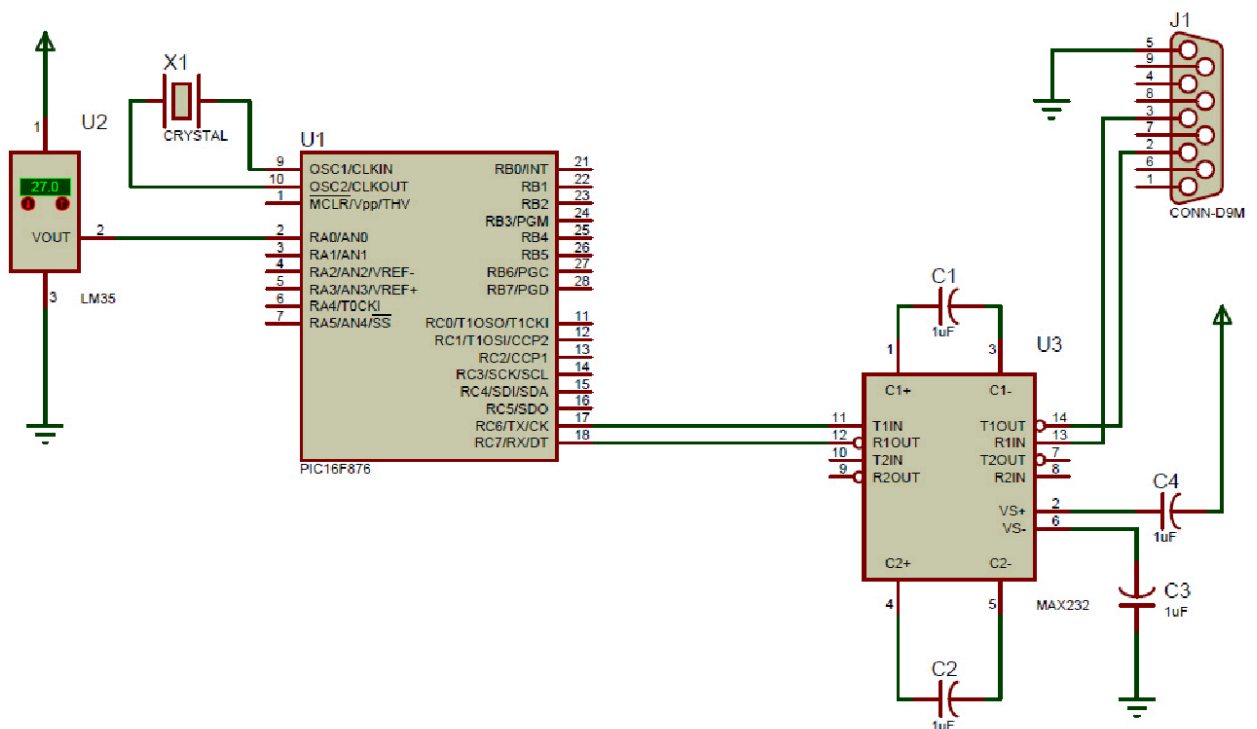 J1
5
9
4
8
3
7
2
6
1
CONN-D9M
X1
CRYSTAL
U2
1
27.0
VOUT
2
3
LM35
U1
9 OSC1/CLKIN
10 OSC2/CLKOUT
1 MCLR/Vpp/THV
2 RA0/AN0
3 RA1/AN1
4 RA2/AN2/VREF-
5 RA3/AN3/VREF+
6 RA4/T0CKI
7 RA5/AN4/SS
RB0/INT 21
RB1 22
RB2 23
RB3/PGM 24
RB4 25
RB5 26
RB6/PGC 27
RB7/PGD 28
RC0/T1OSO/T1CKI 11
RC1/T1OSI/CCP2 12
RC2/CCP1 13
RC3/SCK/SCL 14
RC4/SDI/SDA 15
RC5/SDO 16
RC6/TX/CK 17
RC7/RX/DT 18
PIC16F876
C1
1uF
U3
1
3
C1+
C1-
11 T1IN
12 R1OUT
10 T2IN
9 R2OUT
T1OUT 14
R1IN 13
T2OUT 7
R2IN 8
VS+ 2
VS- 6
C2+
C2-
4
5
MAX232
C4
1uF
C3
1uF
C2
1uF